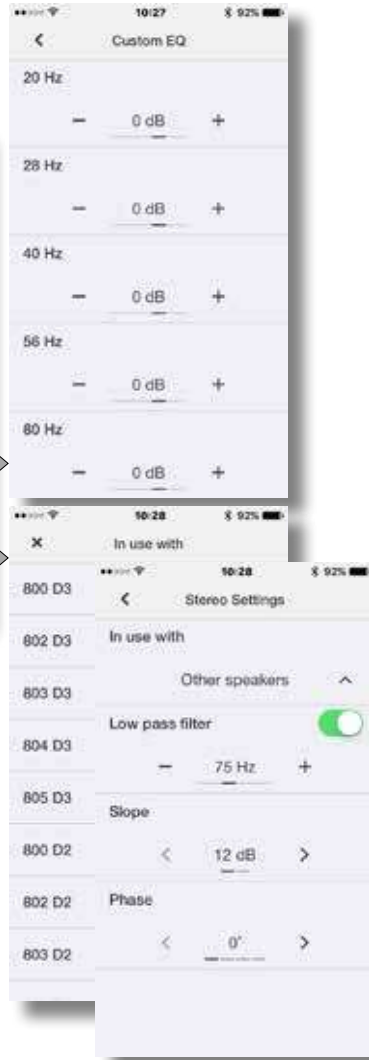 10:27 92%
Custom EQ
20 Hz
− 0 dB +
28 Hz
− 0 dB +
40 Hz
− 0 dB +
56 Hz
− 0 dB +
80 Hz
− 0 dB +
10:28 92%
× In use with
800 D3
802 D3
803 D3
804 D3
805 D3
800 D2
802 D2
803 D2
10:28 92%
< Stereo Settings
In use with
Other speakers
Low pass filter
− 75 Hz +
Slope
< 12 dB >
Phase
< 0° >